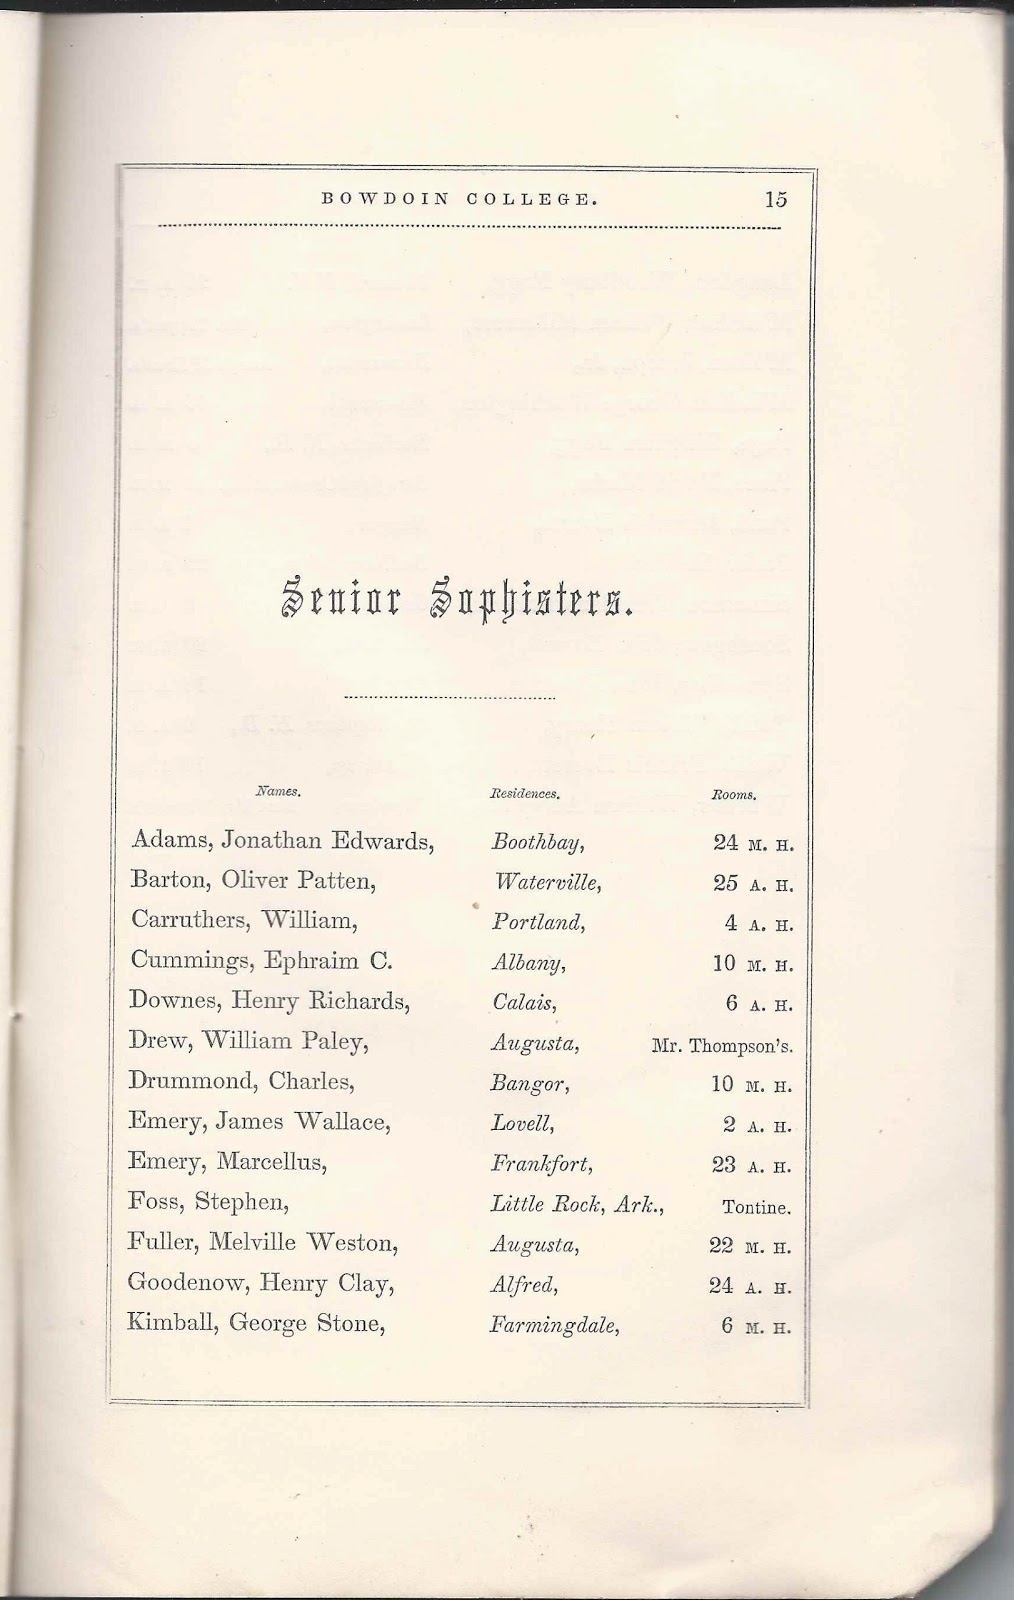 BOWDOIN COLLEGE. 15
Senior Sophisters.
Names. Residences. Rooms.
Adams, Jonathan Edwards, Boothbay, 24 M. H.
Barton, Oliver Patten, Waterville, 25 A. H.
Carruthers, William, Portland, 4 A. H.
Cummings, Ephraim C. Albany, 10 M. H.
Downes, Henry Richards, Calais, 6 A. H.
Drew, William Paley, Augusta, Mr. Thompson's.
Drummond, Charles, Bangor, 10 M. H.
Emery, James Wallace, Lovell, 2 A. H.
Emery, Marcellus, Frankfort, 23 A. H.
Foss, Stephen, Little Rock, Ark., Tontine.
Fuller, Melville Weston, Augusta, 22 M. H.
Goodenow, Henry Clay, Alfred, 24 A. H.
Kimball, George Stone, Farmingdale, 6 M. H.